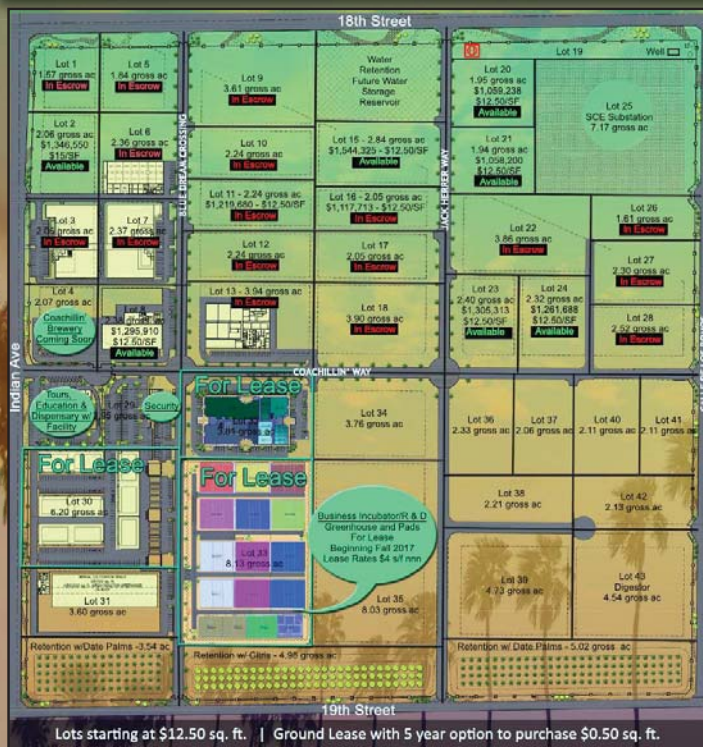 18th Street
Lot 1
1.57 gross ac
In Escrow
Lot 5
1.84 gross ac
In Escrow
Lot 2
2.06 gross ac
$1,346,550
$15/SF
Available
Lot 6
2.36 gross ac
In Escrow
Lot 3
2.06 gross ac
In Escrow
Lot 7
2.37 gross ac
In Escrow
Lot 4
2.07 gross ac
Coachillin'
Brewery
Coming Soon
$1,295,910
$12.50/SF
Available
BLUE DREAM CROSSING
Lot 9
3.61 gross ac
In Escrow
Water
Retention
Future Water
Storage
Reservoir
Lot 10
2.24 gross ac
In Escrow
Lot 15 - 2.84 gross ac
$1,544,325 - $12.50/SF
Available
Lot 11 - 2.24 gross ac
$1,219,680 - $12.50/SF
In Escrow
Lot 16 - 2.05 gross ac
$1,117,713 - $12.50/SF
In Escrow
Lot 12
2.24 gross ac
In Escrow
Lot 17
2.05 gross ac
In Escrow
Lot 13 - 3.94 gross ac
In Escrow
Lot 18
3.90 gross ac
In Escrow
JACK HERRER WAY
Lot 19
Well
Lot 20
1.95 gross ac
$1,059,238
$12.50/SF
Available
Lot 25
SCE Substation
7.17 gross ac
Lot 21
1.94 gross ac
$1,058,200
$12.50/SF
Available
Lot 22
3.86 gross ac
In Escrow
Lot 26
1.61 gross ac
In Escrow
Lot 27
2.30 gross ac
In Escrow
Lot 23
2.40 gross ac
$1,305,313
$12.50/SF
Available
Lot 24
2.32 gross ac
$1,261,688
$12.50/SF
Available
Lot 28
2.52 gross ac
In Escrow
Indian Ave
COACHILLIN' WAY
Tours,
Education &
Dispensary w/
Facility
Security
For Lease
Lot 34
3.76 gross ac
Lot 36
2.33 gross ac
Lot 37
2.06 gross ac
Lot 40
2.11 gross ac
Lot 41
2.11 gross ac
For Lease
Lot 30
6.20 gross ac
For Lease
Lot 33
8.13 gross ac
Business Incubator/R & D
Greenhouse and Pads
For Lease
Beginning Fall 2017
Lease Rates $4 s/f nnn
Lot 38
2.21 gross ac
Lot 42
2.13 gross ac
Lot 31
3.60 gross ac
Lot 35
8.03 gross ac
Lot 39
4.73 gross ac
Lot 43
Digestor
4.54 gross ac
Retention w/Date Palms -3.54 ac
Retention w/ Citris - 4.95 gross ac
Retention w/ Date Palms - 5.02 gross ac
19th Street
Lots starting at $12.50 sq. ft. | Ground Lease with 5 year option to purchase $0.50 sq. ft.